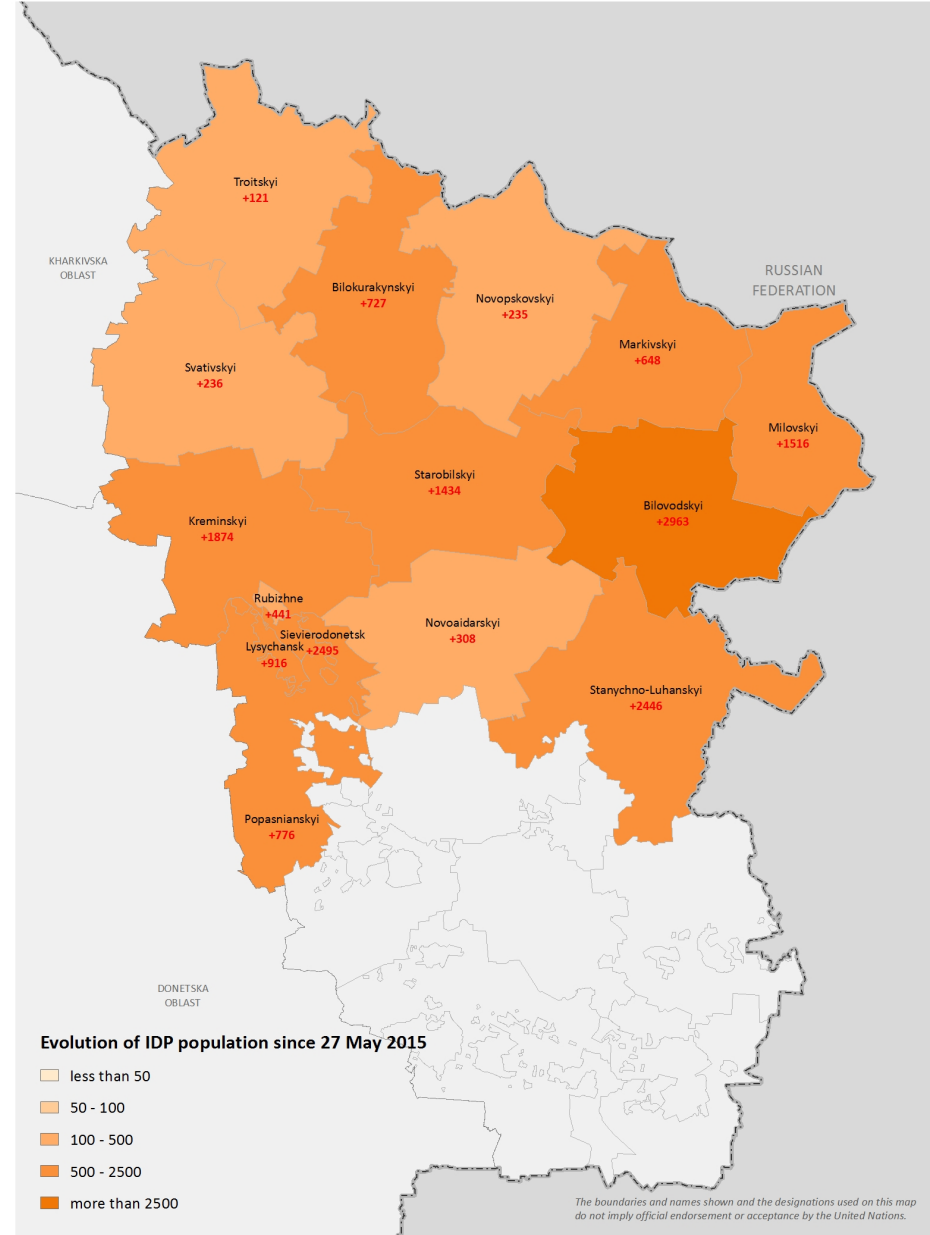 Troitskyi
+121
KHARKIVSKA
OBLAST
RUSSIAN
FEDERATION
Bilokurakynskyi
+727
Novopskovskyi
+235
Markivskyi
+648
Svativskyi
+236
Milovskyi
+1516
Starobilskyi
+1434
Bilovodskyi
+2963
Kreminskyi
+1874
Rubizhne
+441
Sievierodonetsk
+2495
Lysychansk
+916
Novoaidarskyi
+308
Stanychno-Luhanskyi
+2446
Popasnianskyi
+776
DONETSKA
OBLAST
Evolution of IDP population since 27 May 2015
less than 50
50 - 100
100 - 500
500 - 2500
more than 2500
The boundaries and names shown and the designations used on this map
do not imply official endorsement or acceptance by the United Nations.